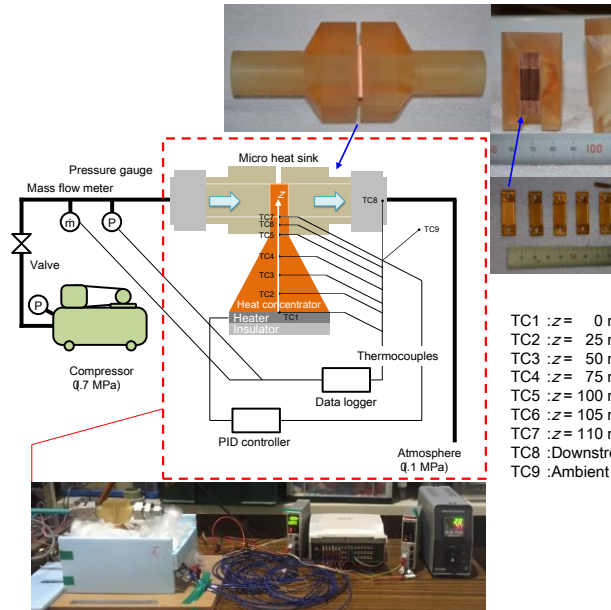 Micro heat sink
Pressure gauge
Mass flow meter
ṁ
P
z
TC7
TC6
TC5
TC8
TC9
TC4
TC3
TC2
Heat concentrator
TC1
Heater
Insulator
Valve
P
Compressor
(0.7 MPa)
Thermocouples
Data logger
PID controller
Atmosphere
(0.1 MPa)
100
TC1 :z = 0
TC2 : z = 25
TC3 : z = 50
TC4 : z = 75
TC5 : z = 100
TC6 : z = 105
TC7 : z = 110
TC8 :Downstre
TC9 :Ambient